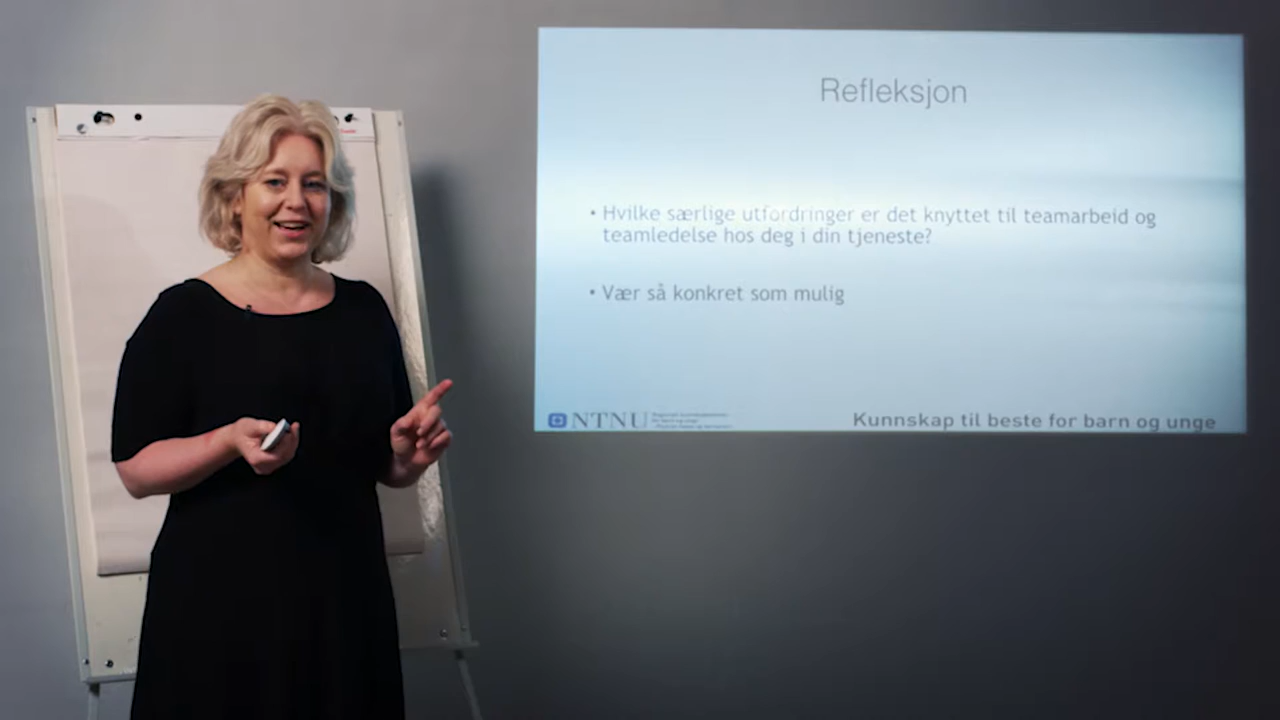 Refleksjon
• Hvilke særlige utfordringer er det knyttet til teamarbeid og
teamledelse hos deg i din tjeneste?
• Vær så konkret som mulig
NTNU
Kunnskap til beste for barn og unge